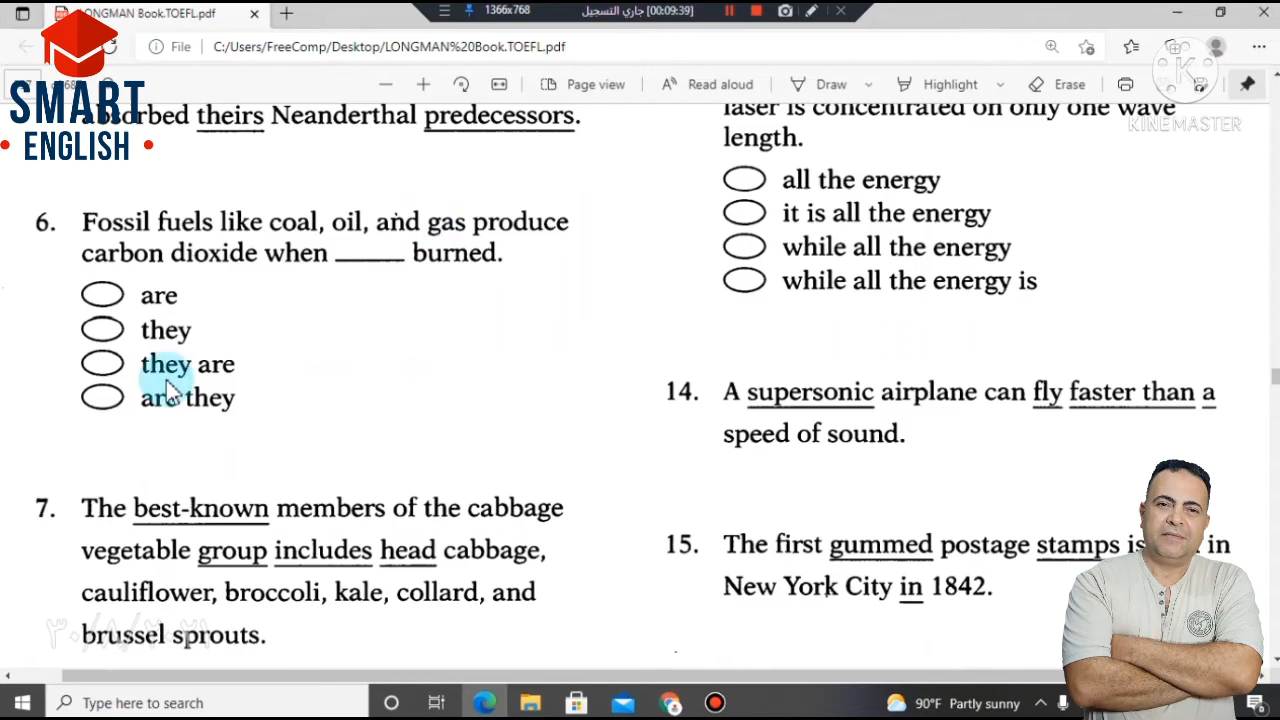 LONGMAN Book.TOEFL.pdf
1366x768
جاري التسجيل [00:09:39]
File
C:/Users/FreeComp/Desktop/LONGMAN%20Book.TOEFL.pdf
Page view
Read aloud
Draw
Highlight
Erase
SMART
ENGLISH
KINEMASTER
absorbed theirs Neanderthal predecessors.
6. Fossil fuels like coal, oil, and gas produce
carbon dioxide when _____ burned.
are
they
they are
are they
7. The best-known members of the cabbage
vegetable group includes head cabbage,
cauliflower, broccoli, kale, collard, and
brussel sprouts.
laser is concentrated on only one wave
length.
all the energy
it is all the energy
while all the energy
while all the energy is
14. A supersonic airplane can fly faster than a
speed of sound.
15. The first gummed postage stamps is in
New York City in 1842.
Type here to search
90°F Partly sunny